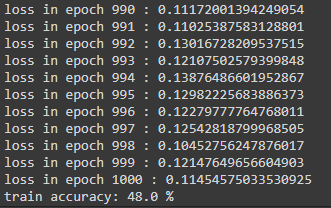 loss in epoch 990 : 0.11172001394249054
loss in epoch 991 : 0.11025387583128801
loss in epoch 992 : 0.13016728209537515
loss in epoch 993 : 0.12107502579399848
loss in epoch 994 : 0.13876486601952867
loss in epoch 995 : 0.12982225683886373
loss in epoch 996 : 0.12279777764768011
loss in epoch 997 : 0.12542818799968505
loss in epoch 998 : 0.10452756247876017
loss in epoch 999 : 0.12147649656604903
loss in epoch 1000 : 0.11454575033530925
train accuracy: 48.0 %